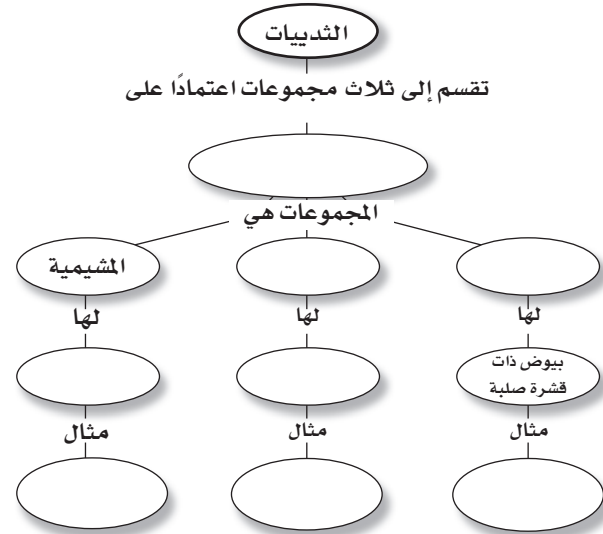 الثدييات
تقسم إلى ثلاث مجموعات اعتمادًا على
المجموعات هي
المشيمية
لها
لها
لها
بيوض ذات
قشرة صلبة
مثال
مثال
مثال